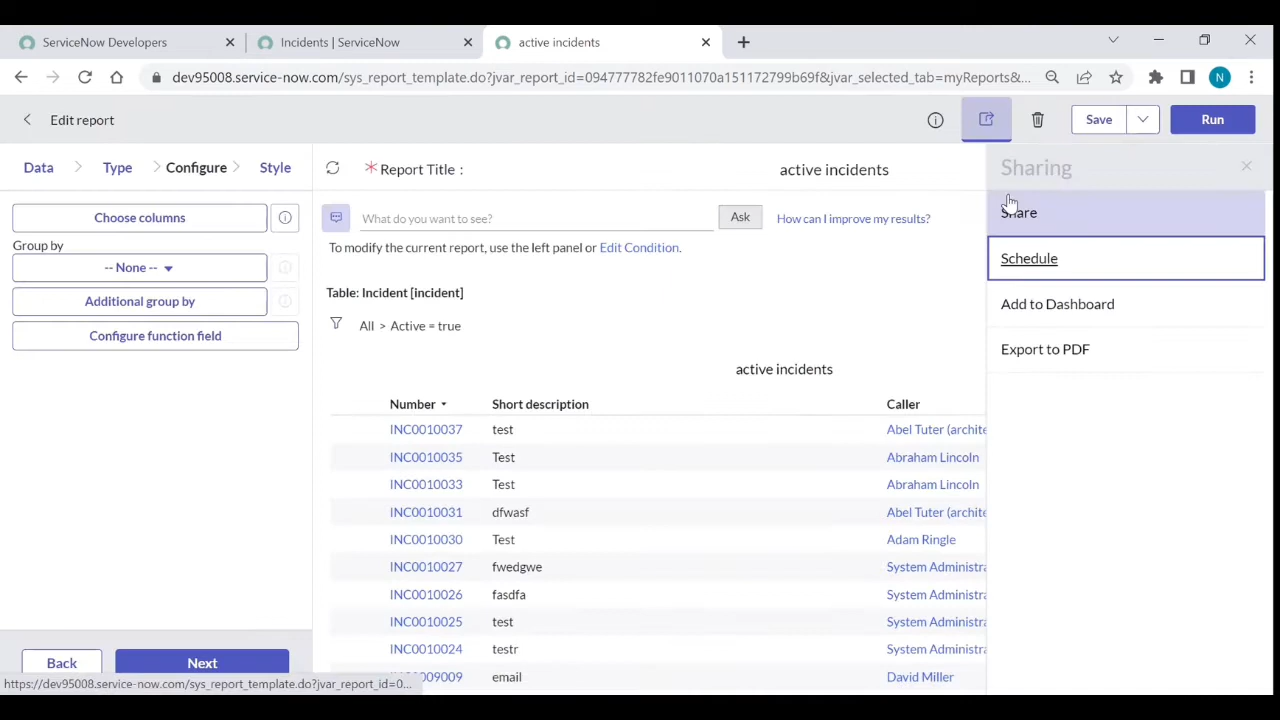 ServiceNow Developers
Incidents | ServiceNow
active incidents
dev95008.service-now.com/sys_report_template.do?jvar_report_id=094777782fe9011070a151172799b69f&jvar_selected_tab=myReports&...
N
Edit report
Save
Run
Data
Type
Configure
Style
*Report Title :
active incidents
Sharing
Choose columns
What do you want to see?
Ask
How can I improve my results?
Share
Group by
To modify the current report, use the left panel or Edit Condition.
-- None --
Schedule
Additional group by
Table: Incident [incident]
Add to Dashboard
Configure function field
All > Active = true
Export to PDF
active incidents
Number Short description Caller
INC0010037 test Abel Tuter (archite
INC0010035 Test Abraham Lincoln
INC0010033 Test Abraham Lincoln
INC0010031 dfwasf Abel Tuter (archite
INC0010030 Test Adam Ringle
INC0010027 fwedgwe System Administra
INC0010026 fasdfa System Administra
INC0010025 test System Administra
INC0010024 testr System Administra
009009 email David Miller
Back
Next
https://dev95008.service-now.com/sys_report_template.do?jvar_report_id=0...